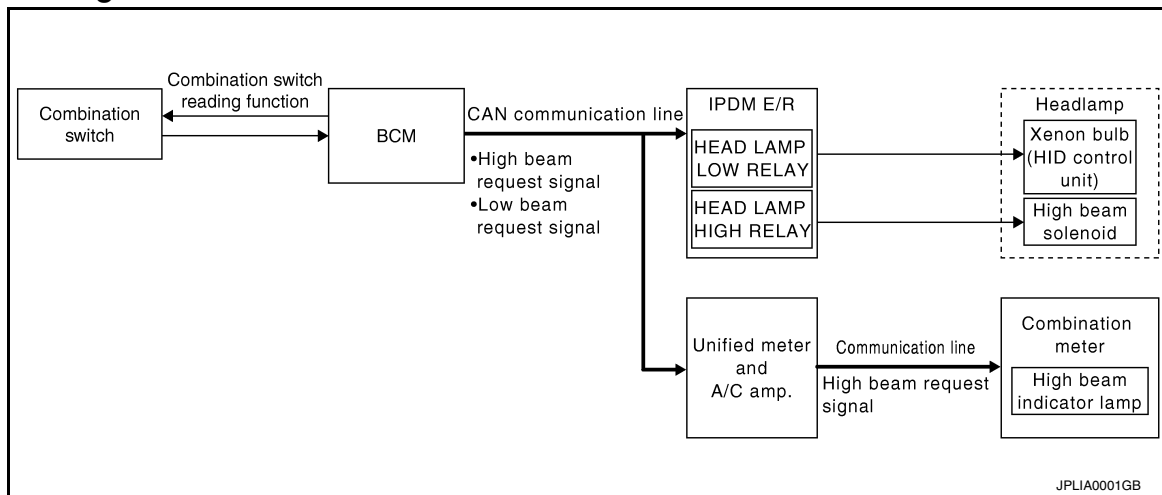 Combination
switch
Combination switch
reading function
BCM
CAN communication line
•High beam
request signal
•Low beam
request signal
IPDM E/R
HEAD LAMP
LOW RELAY
HEAD LAMP
HIGH RELAY
Headlamp
Xenon bulb
(HID control
unit)
High beam
solenoid
Unified meter
and
A/C amp.
Communication line
High beam request
signal
Combination
meter
High beam
indicator lamp
JPLIA0001GB